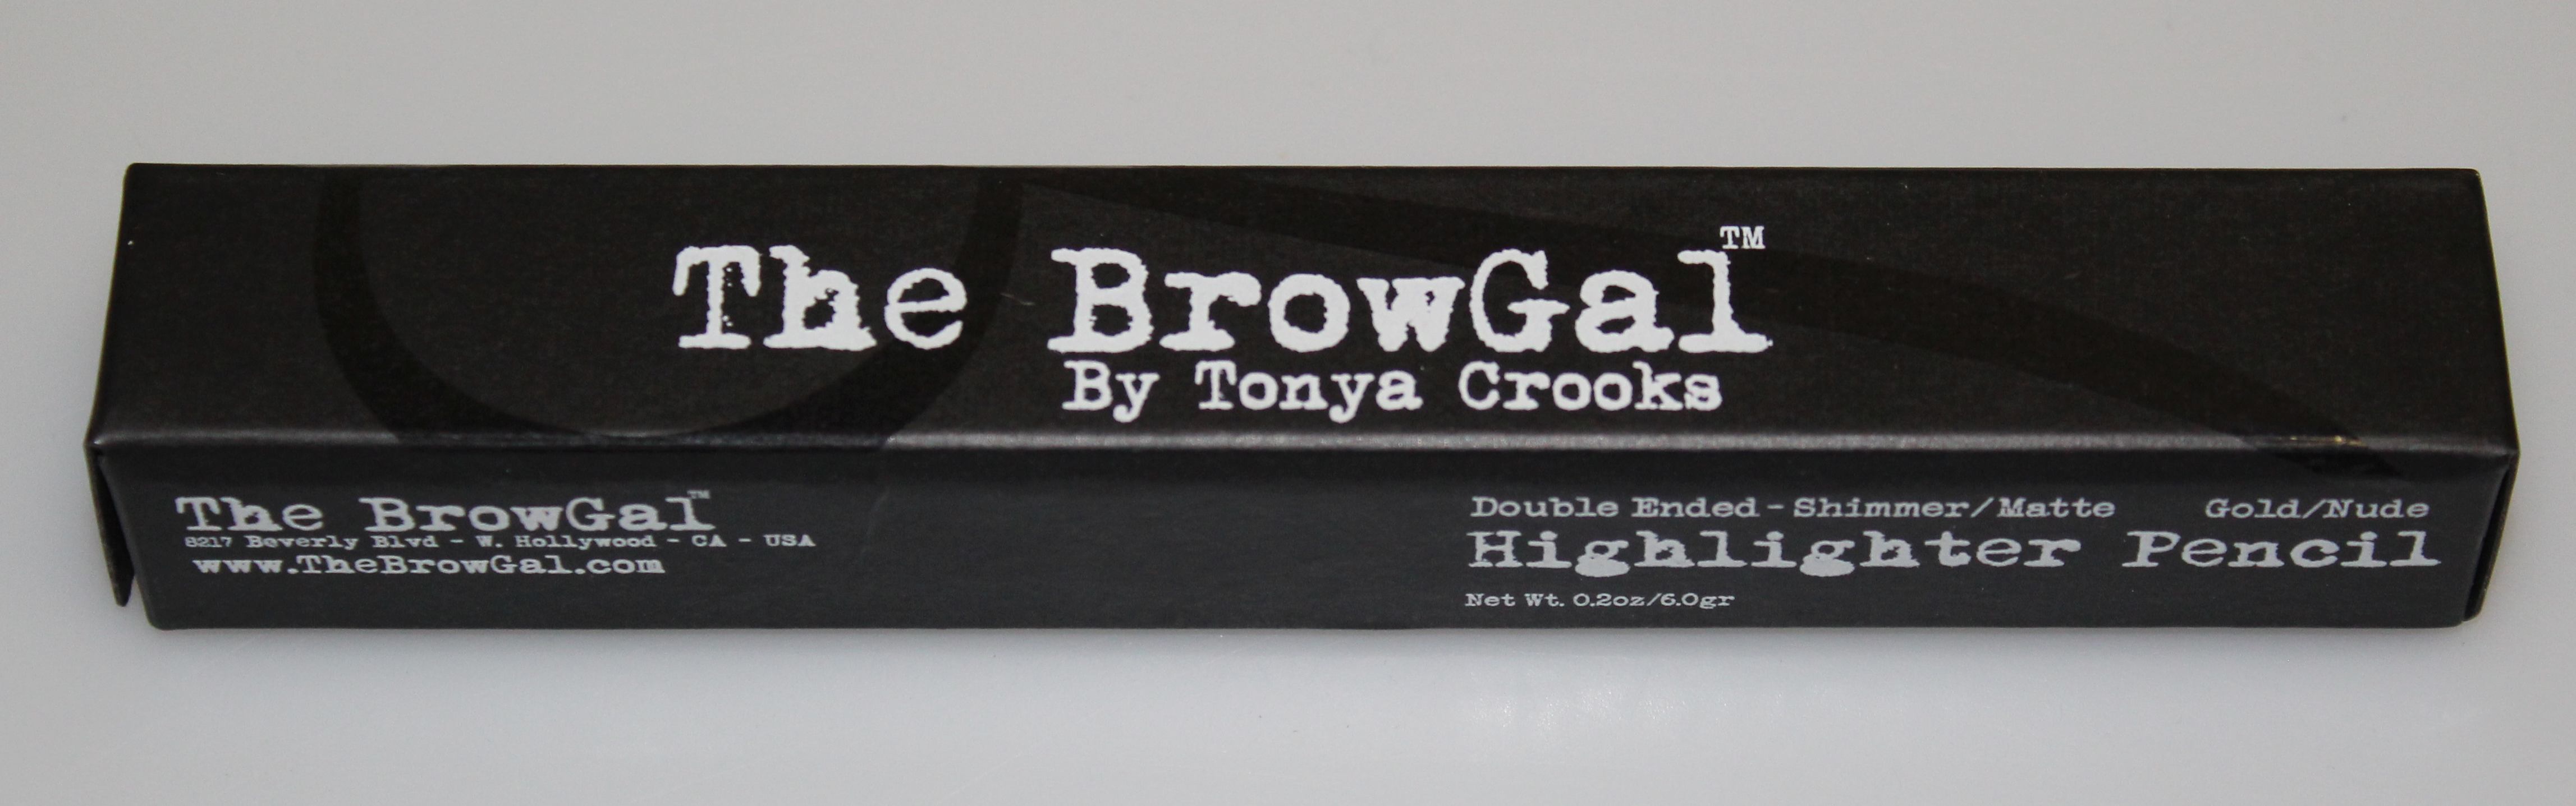 The BrowGal™
By Tonya Crooks
The BrowGal™
8217 Beverly Blvd - W. Hollywood - CA - USA
www.TheBrowGal.com
Double Ended - Shimmer/Matte Gold/Nude
Highlighter Pencil
Net Wt. 0.2oz/6.0gr